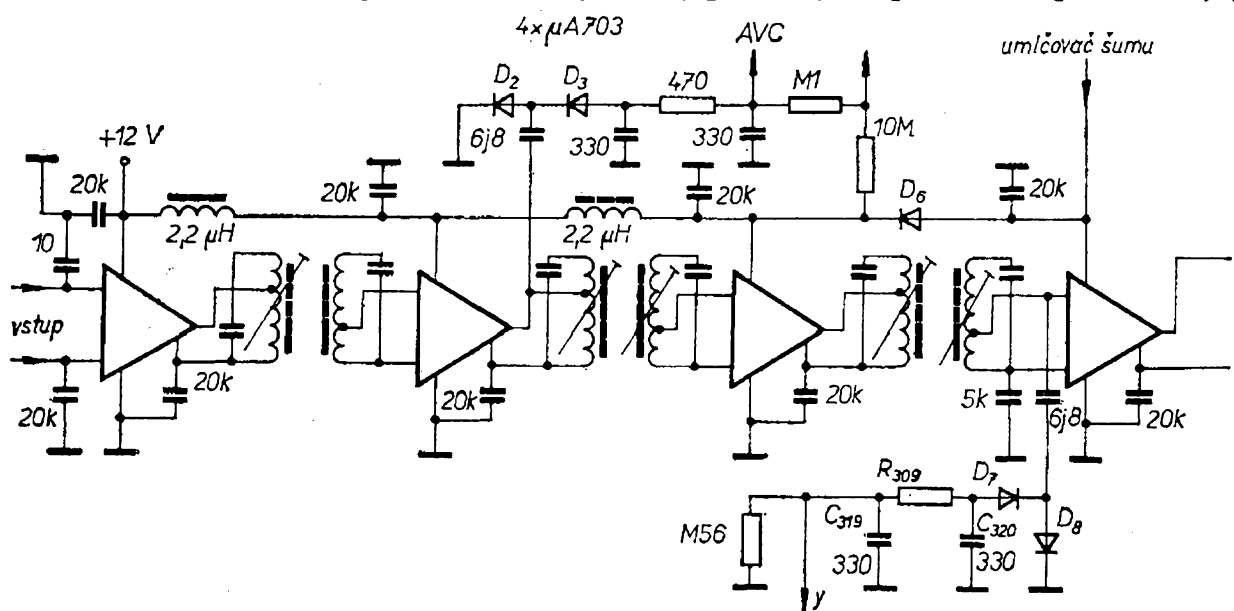 4xµA703
AVC
umlčovač šumu
D2
D3
470
M1
+12 V
6j8
330
330
10M
20k
20k
20k
D6
20k
10
2,2 µH
2,2 µH
vstup
20k
20k
20k
20k
5k
6j8
20k
R309
D7
M56
C319
C320
D8
330
330
y